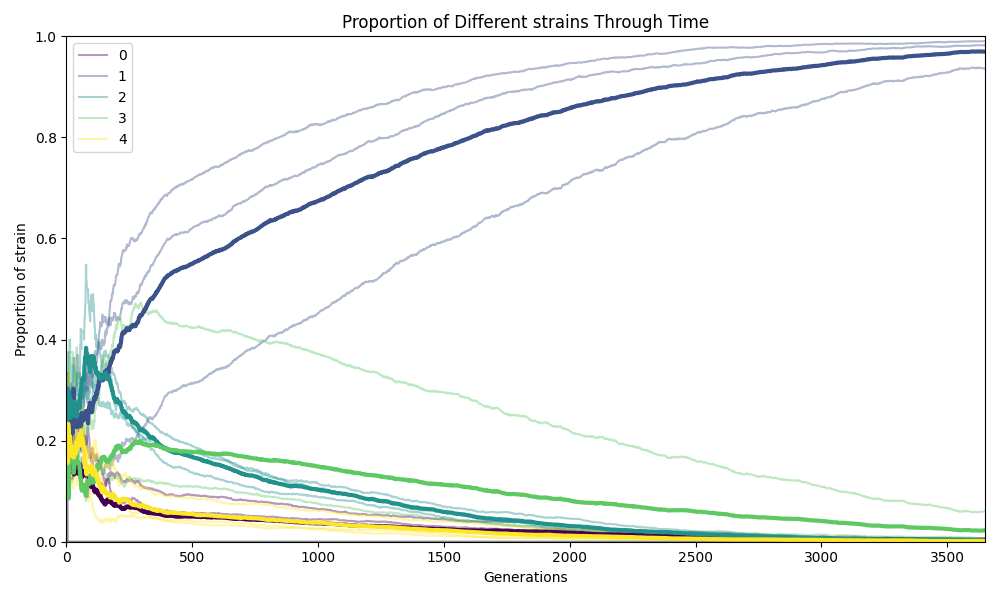 Proportion of Different strains Through Time
Proportion of strain
1.0
0.8
0.6
0.4
0.2
0.0
0
1
2
3
4
0 500 1000 1500 2000 2500 3000 3500
Generations